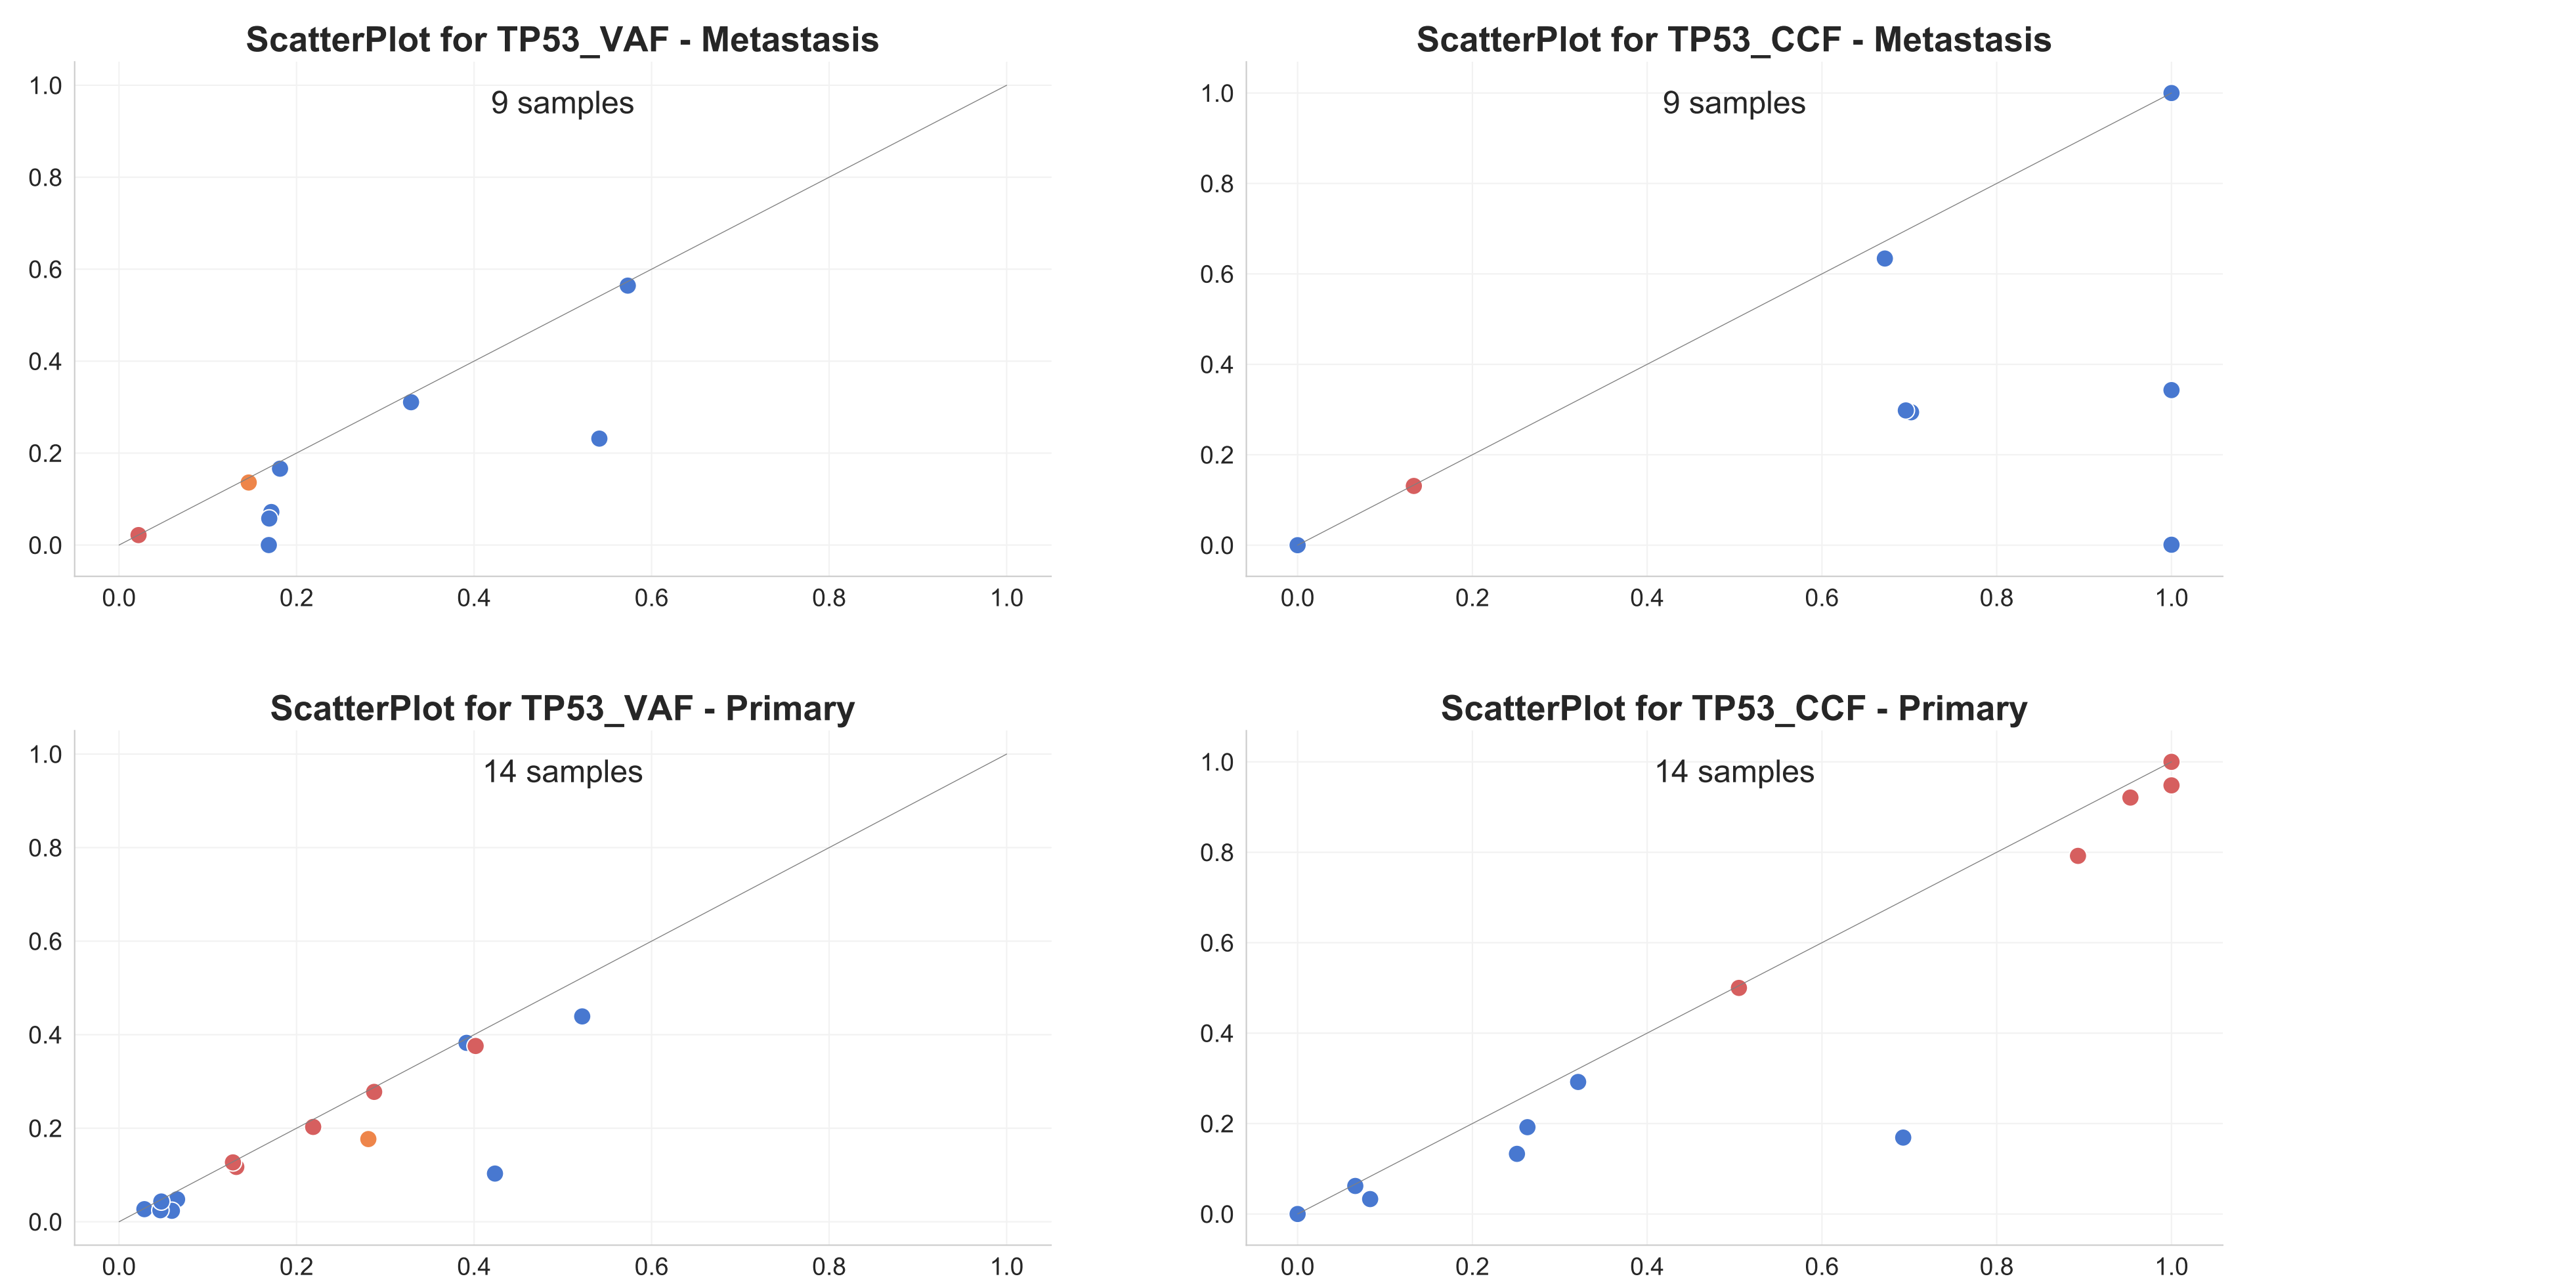 ScatterPlot for TP53_VAF - Metastasis
9 samples
1.0
0.8
0.6
0.4
0.2
0.0
0.0 0.2 0.4 0.6 0.8 1.0
ScatterPlot for TP53_CCF - Metastasis
9 samples
1.0
0.8
0.6
0.4
0.2
0.0
0.0 0.2 0.4 0.6 0.8 1.0
ScatterPlot for TP53_VAF - Primary
14 samples
1.0
0.8
0.6
0.4
0.2
0.0
0.0 0.2 0.4 0.6 0.8 1.0
ScatterPlot for TP53_CCF - Primary
14 samples
1.0
0.8
0.6
0.4
0.2
0.0
0.0 0.2 0.4 0.6 0.8 1.0